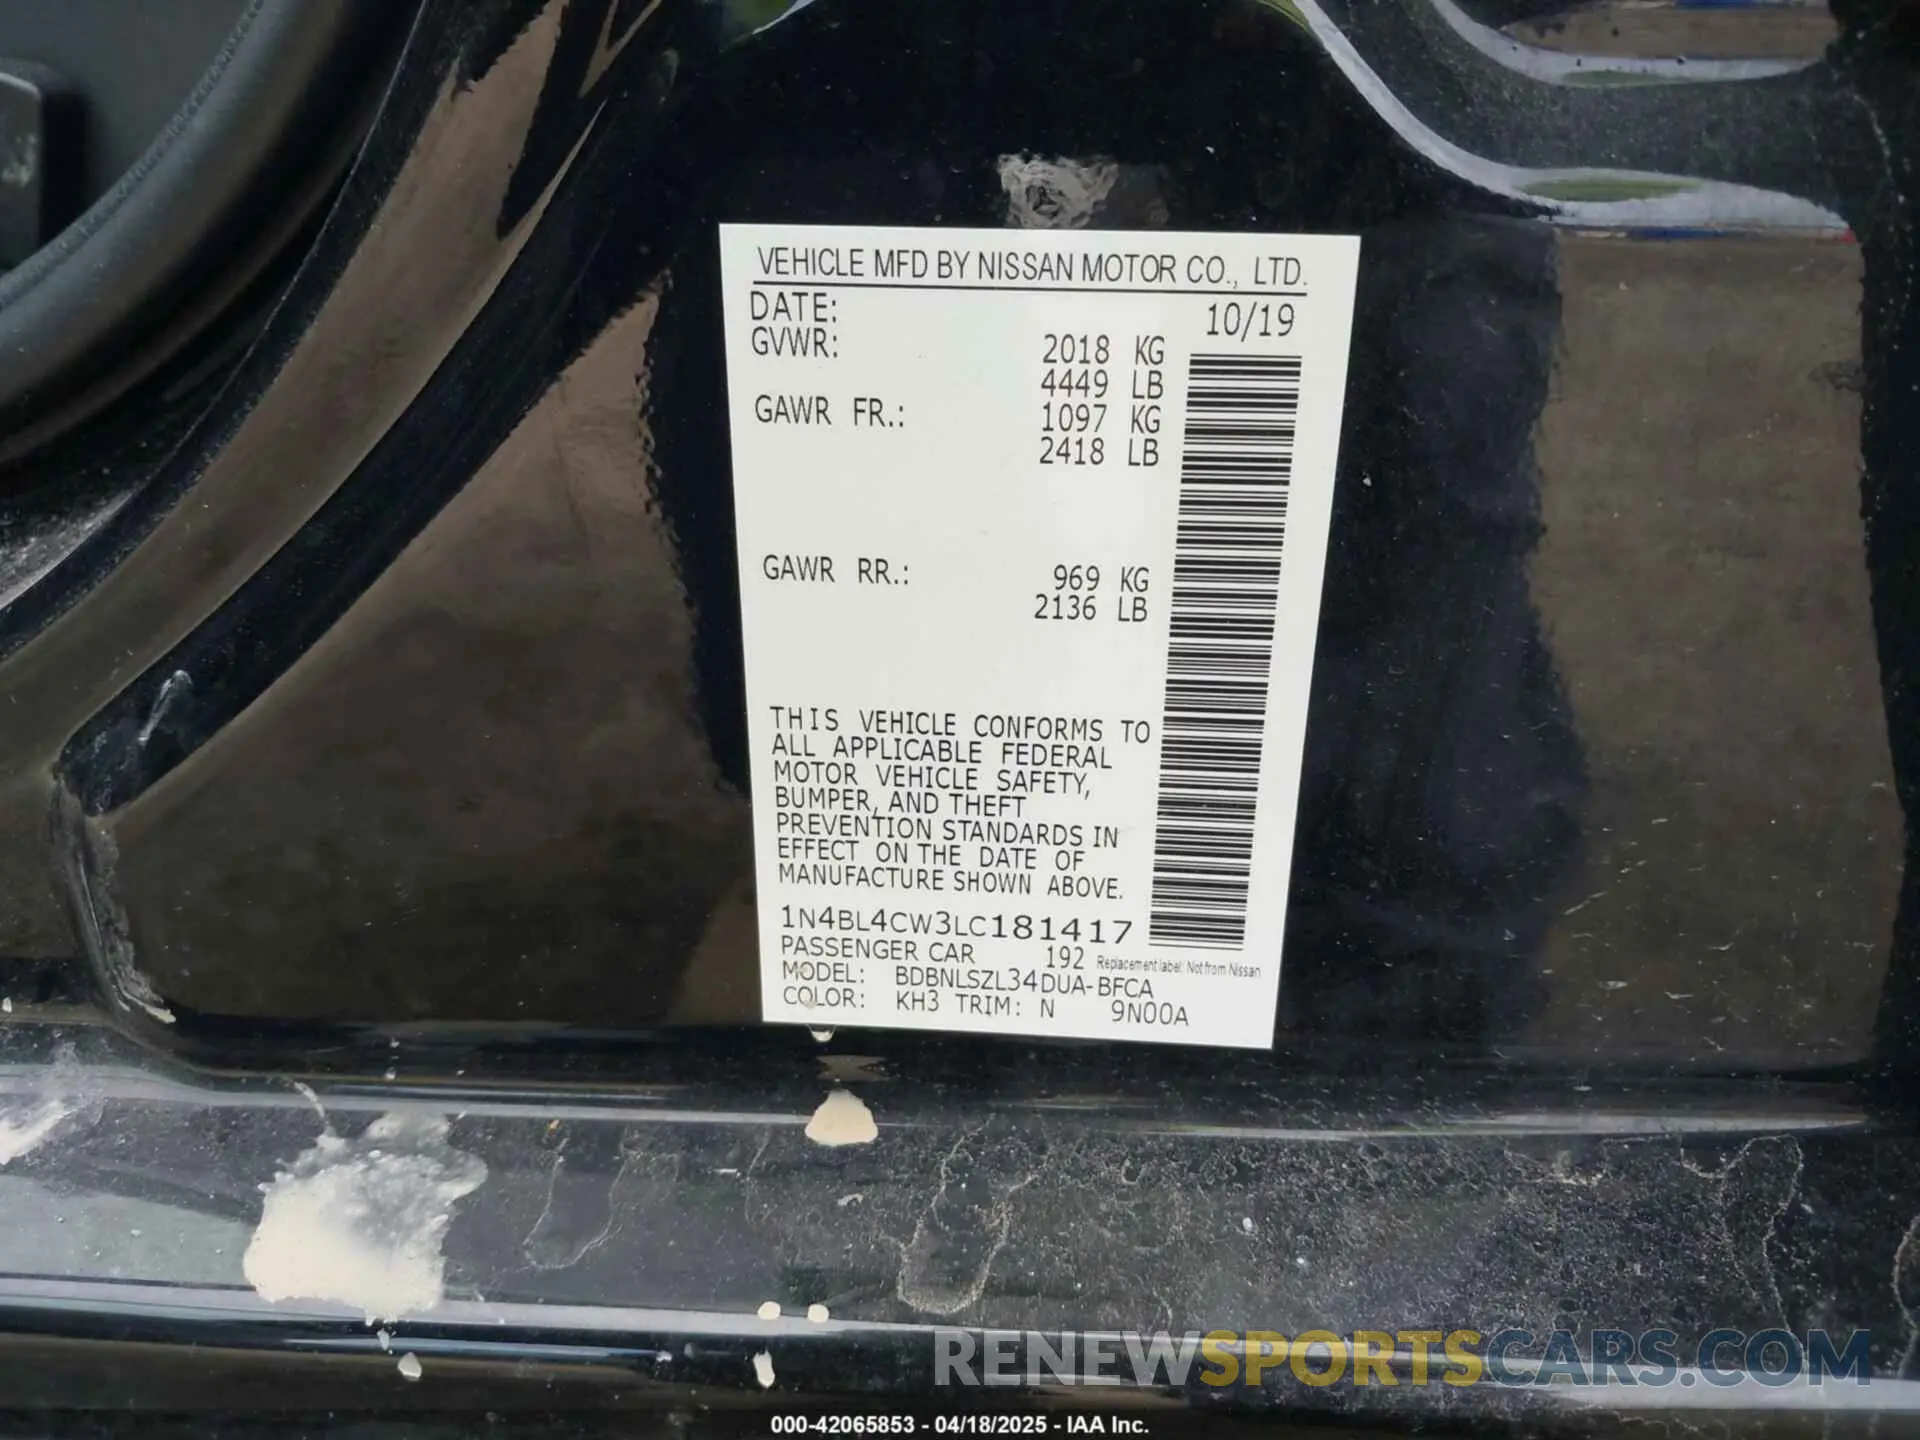 VEHICLE MFD BY NISSAN MOTOR CO., LTD.
DATE: 10/19
GVWR: 2018 KG
4449 LB
GAWR FR.: 1097 KG
2418 LB
GAWR RR.: 969 KG
2136 LB
THIS VEHICLE CONFORMS TO
ALL APPLICABLE FEDERAL
MOTOR VEHICLE SAFETY,
BUMPER, AND THEFT
PREVENTION STANDARDS IN
EFFECT ON THE DATE OF
MANUFACTURE SHOWN ABOVE.
1N4BL4CW3LC181417
PASSENGER CAR 192 Replacement label: Not from Nissan
MODEL: BDBNLSZL34DUA-BFCA
COLOR: KH3 TRIM: N 9N00A
RENEWSPORTSCARS.COM
000-42065853 - 04/18/2025 - IAA Inc.